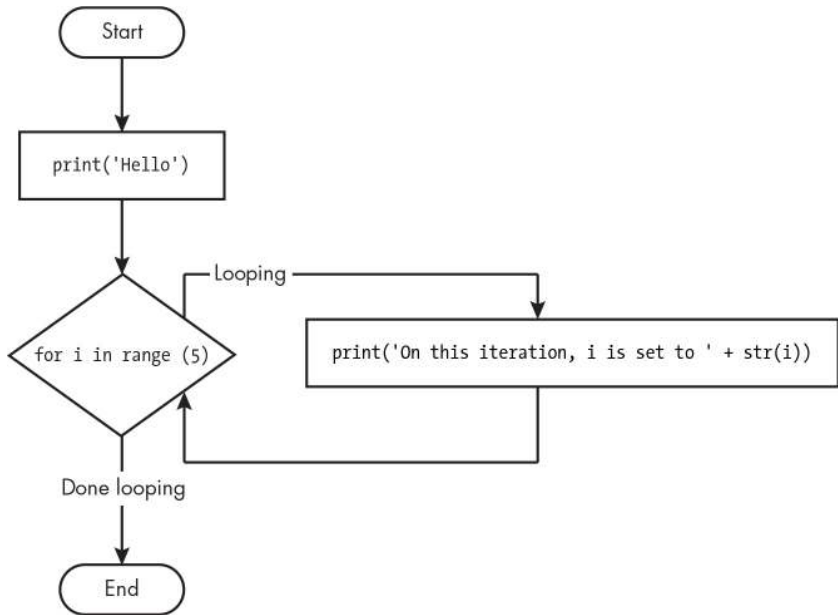 Start
print('Hello')
Looping
for i in range (5)
print('On this iteration, i is set to ' + str(i))
Done looping
End